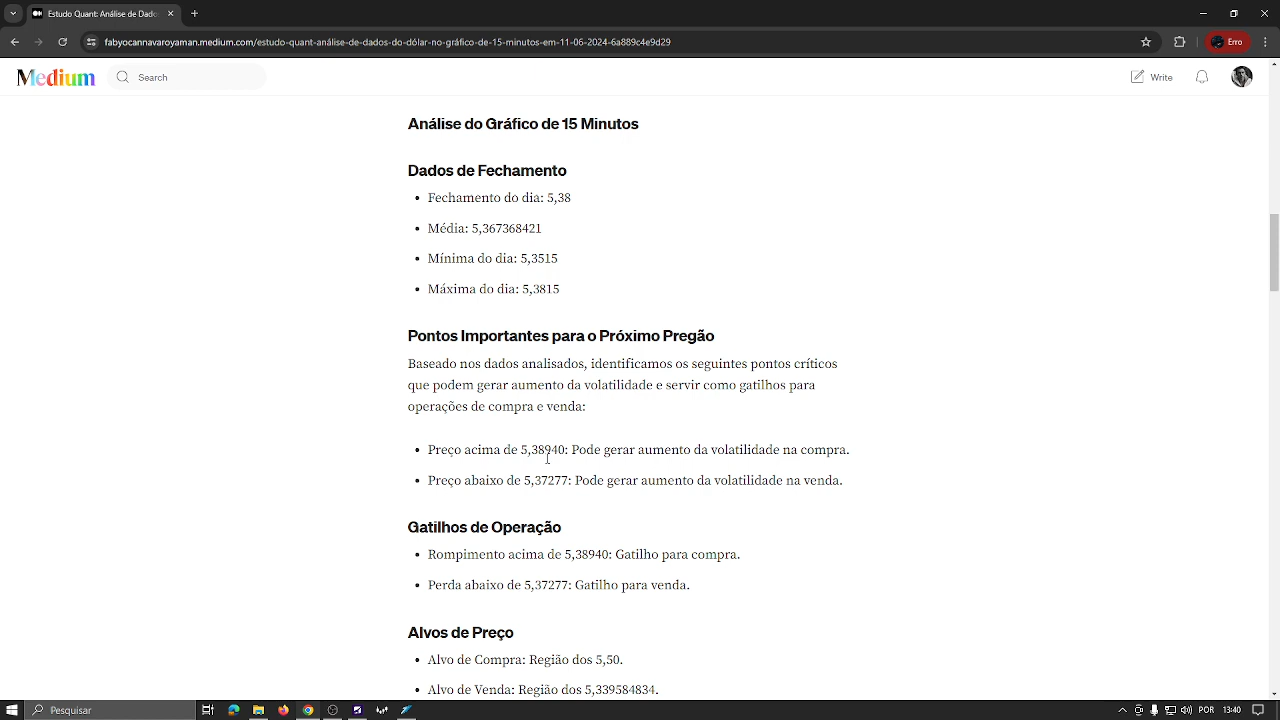 Estudo Quant Análise de Dado
fabyocannavaroyaman.medium.com/estudo-quant-análise-de-dados-do-dólar-no-gráfico-de-15-minutos-em-11-06-2024-6a889c4e9d29
Erro
Medium
Search
Write
Análise do Gráfico de 15 Minutos
Dados de Fechamento
• Fechamento do dia: 5,38
• Média: 5,367368421
• Mínima do dia: 5,3515
• Máxima do dia: 5,3815
Pontos Importantes para o Próximo Pregão
Baseado nos dados analisados, identificamos os seguintes pontos críticos
que podem gerar aumento da volatilidade e servir como gatilhos para
operações de compra e venda:
• Preço acima de 5,38940: Pode gerar aumento da volatilidade na compra.
• Preço abaixo de 5,37277: Pode gerar aumento da volatilidade na venda.
Gatilhos de Operação
• Rompimento acima de 5,38940: Gatilho para compra.
• Perda abaixo de 5,37277: Gatilho para venda.
Alvos de Preço
• Alvo de Compra: Região dos 5,50.
• Alvo de Venda: Região dos 5,339584834.
Pesquisar
POR
13:40